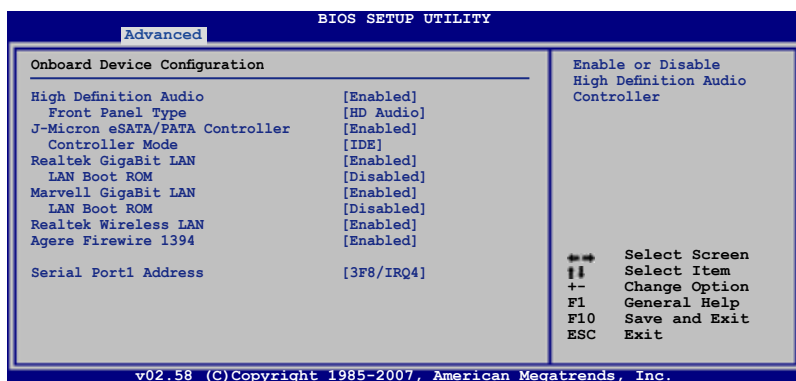 BIOS SETUP UTILITY
Advanced
Onboard Device Configuration
High Definition Audio [Enabled]
Front Panel Type [HD Audio]
J-Micron eSATA/PATA Controller [Enabled]
Controller Mode [IDE]
Realtek GigaBit LAN [Enabled]
LAN Boot ROM [Disabled]
Marvell GigaBit LAN [Enabled]
LAN Boot ROM [Disabled]
Realtek Wireless LAN [Enabled]
Agere Firewire 1394 [Enabled]
Serial Port1 Address [3F8/IRQ4]
Enable or Disable
High Definition Audio
Controller
←→ Select Screen
↑↓ Select Item
+- Change Option
F1 General Help
F10 Save and Exit
ESC Exit
v02.58 (C)Copyright 1985-2007, American Megatrends, Inc.